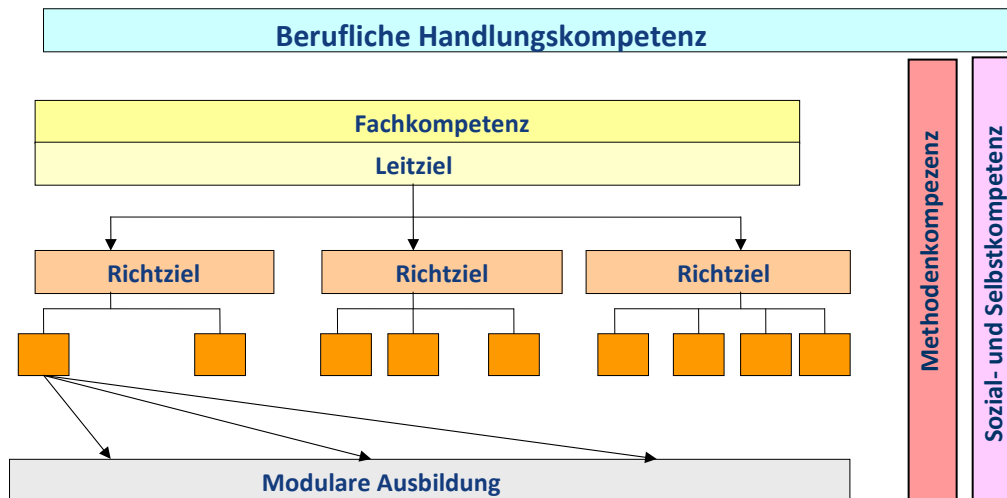 Berufliche Handlungskompetenz
Fachkompetenz
Leitziel
Richtziel
Richtziel
Richtziel
Modulare Ausbildung
Methodenkompezenz
Sozial- und Selbstkompetenz